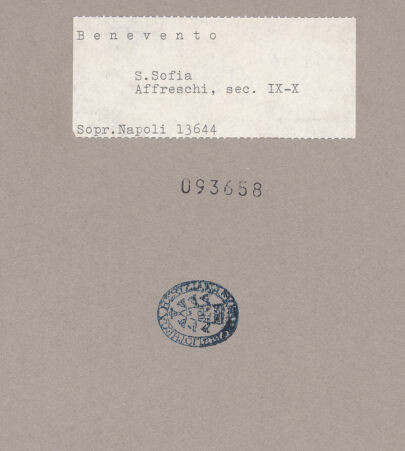 Benevento
S.Sofia
Affreschi, sec. IX-X
Sopr.Napoli 13644
093658